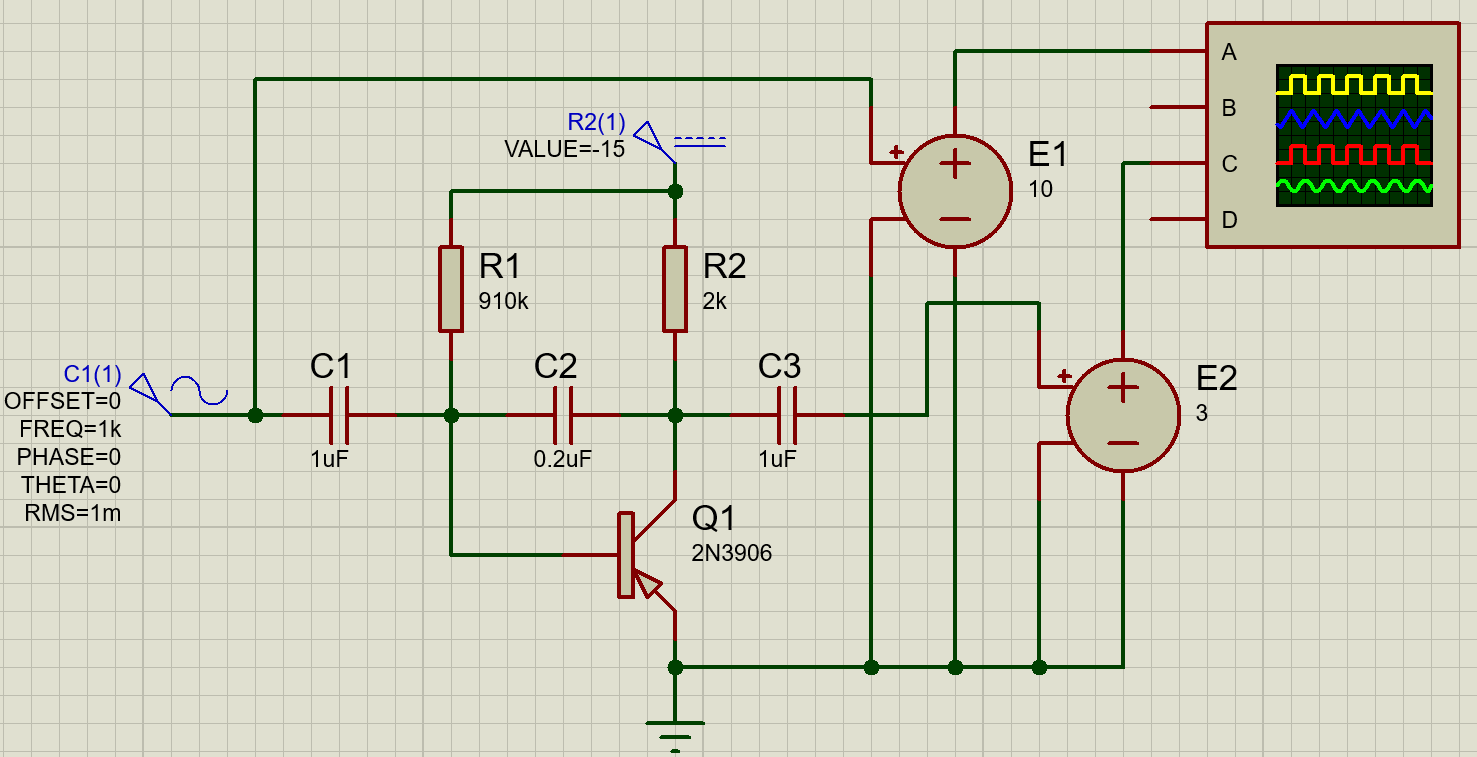 A
B
C
D
R2(1)
VALUE=-15
E1
10
R1
910k
R2
2k
C1(1)
OFFSET=0
FREQ=1k
PHASE=0
THETA=0
RMS=1m
C1
1uF
C2
0.2uF
C3
1uF
E2
3
Q1
2N3906